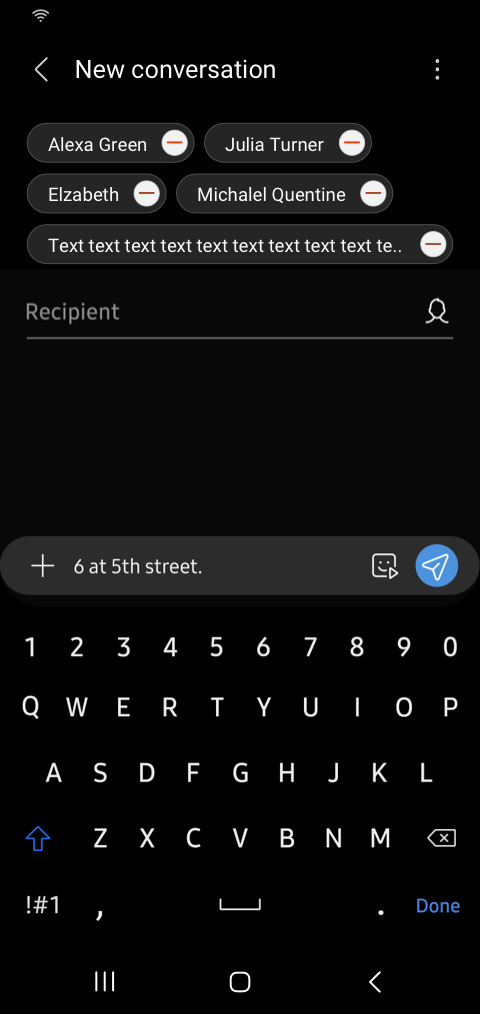 New conversation
Alexa Green Julia Turner
Elzabeth Michalel Quentine
Text text text text text text text text text te..
Recipient
6 at 5th street.
1 2 3 4 5 6 7 8 9 0
Q W E R T Y U I O P
A S D F G H J K L
Z X C V B N M
!#1 , . Done